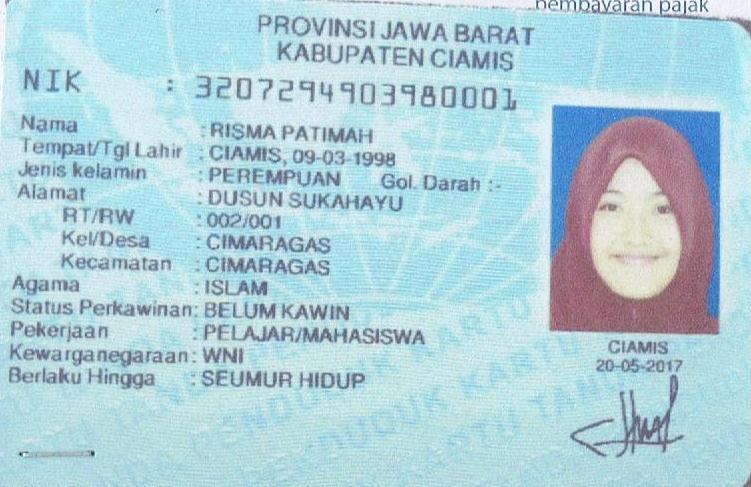 pembayaran pajak
PROVINSI JAWA BARAT
KABUPATEN CIAMIS
NIK : 3207294903980001
Nama : RISMA PATIMAH
Tempat/Tgl Lahir : CIAMIS, 09-03-1998
Jenis kelamin : PEREMPUAN Gol. Darah :-
Alamat : DUSUN SUKAHAYU
RT/RW : 002/001
Kel/Desa : CIMARAGAS
Kecamatan : CIMARAGAS
Agama : ISLAM
Status Perkawinan: BELUM KAWIN
Pekerjaan : PELAJAR/MAHASISWA
Kewarganegaraan: WNI
Berlaku Hingga : SEUMUR HIDUP
CIAMIS
20-05-2017